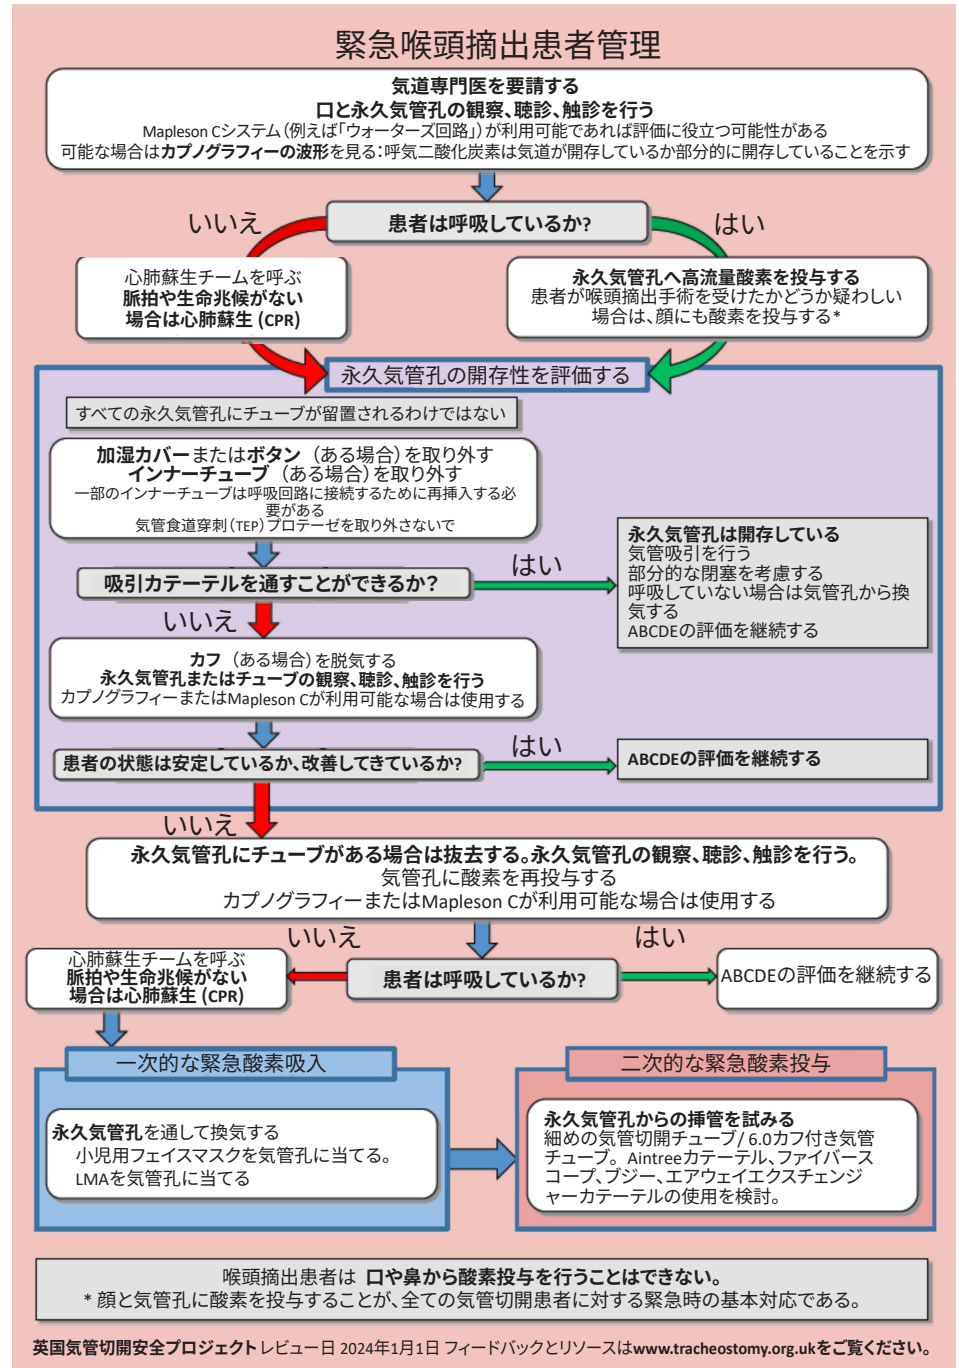 緊急喉頭摘出患者管理
気道専門医を要請する
口と永久気管孔の観察、聴診、触診を行う
Mapleson Cシステム（例えば「ウォーターズ回路」）が利用可能であれば評価に役立つ可能性がある
可能な場合はカプノグラフィーの波形を見る：呼気二酸化炭素は気道が開存しているか部分的に開存していることを示す
いいえ
患者は呼吸しているか?
はい
心肺蘇生チームを呼ぶ
脈拍や生命兆候がない
場合は心肺蘇生 (CPR)
永久気管孔へ高流量酸素を投与する
患者が喉頭摘出手術を受けたかどうか疑わしい
場合は、顔にも酸素を投与する*
永久気管孔の開存性を評価する
すべての永久気管孔にチューブが留置されるわけではない
加湿カバーまたはボタン（ある場合）を取り外す
インナーチューブ（ある場合）を取り外す
一部のインナーチューブは呼吸回路に接続するために再挿入する必
要がある
気管食道穿刺（TEP）プロテーゼを取り外さないで
吸引カテーテルを通すことができるか?
はい
永久気管孔は開存している
気管吸引を行う
部分的な閉塞を考慮する
呼吸していない場合は気管孔から換
気する
ABCDEの評価を継続する
いいえ
カフ（ある場合）を脱気する
永久気管孔またはチューブの観察、聴診、触診を行う
カプノグラフィーまたはMapleson Cが利用可能な場合は使用する
患者の状態は安定しているか、改善してきているか?
はい
ABCDEの評価を継続する
いいえ
永久気管孔にチューブがある場合は抜去する。永久気管孔の観察、聴診、触診を行う。
気管孔に酸素を再投与する
カプノグラフィーまたはMapleson Cが利用可能な場合は使用する
いいえ
はい
心肺蘇生チームを呼ぶ
脈拍や生命兆候がない
場合は心肺蘇生 (CPR)
患者は呼吸しているか?
ABCDEの評価を継続する
一次的な緊急酸素吸入
永久気管孔を通して換気する
小児用フェイスマスクを気管孔に当てる。
LMAを気管孔に当てる
二次的な緊急酸素投与
永久気管孔からの挿管を試みる
細めの気管切開チューブ/ 6.0カフ付き気管
チューブ。Aintreeカテーテル、ファイバース
コープ、ブジー、エアウェイエクスチェンジ
ャーカテーテルの使用を検討。
喉頭摘出患者は 口や鼻から酸素投与を行うことはできない。
* 顔と気管孔に酸素を投与することが、全ての気管切開患者に対する緊急時の基本対応である。
英国気管切開安全プロジェクト レビュー日 2024年1月1日 フィードバックとリソースはwww.tracheostomy.org.ukをご覧ください。